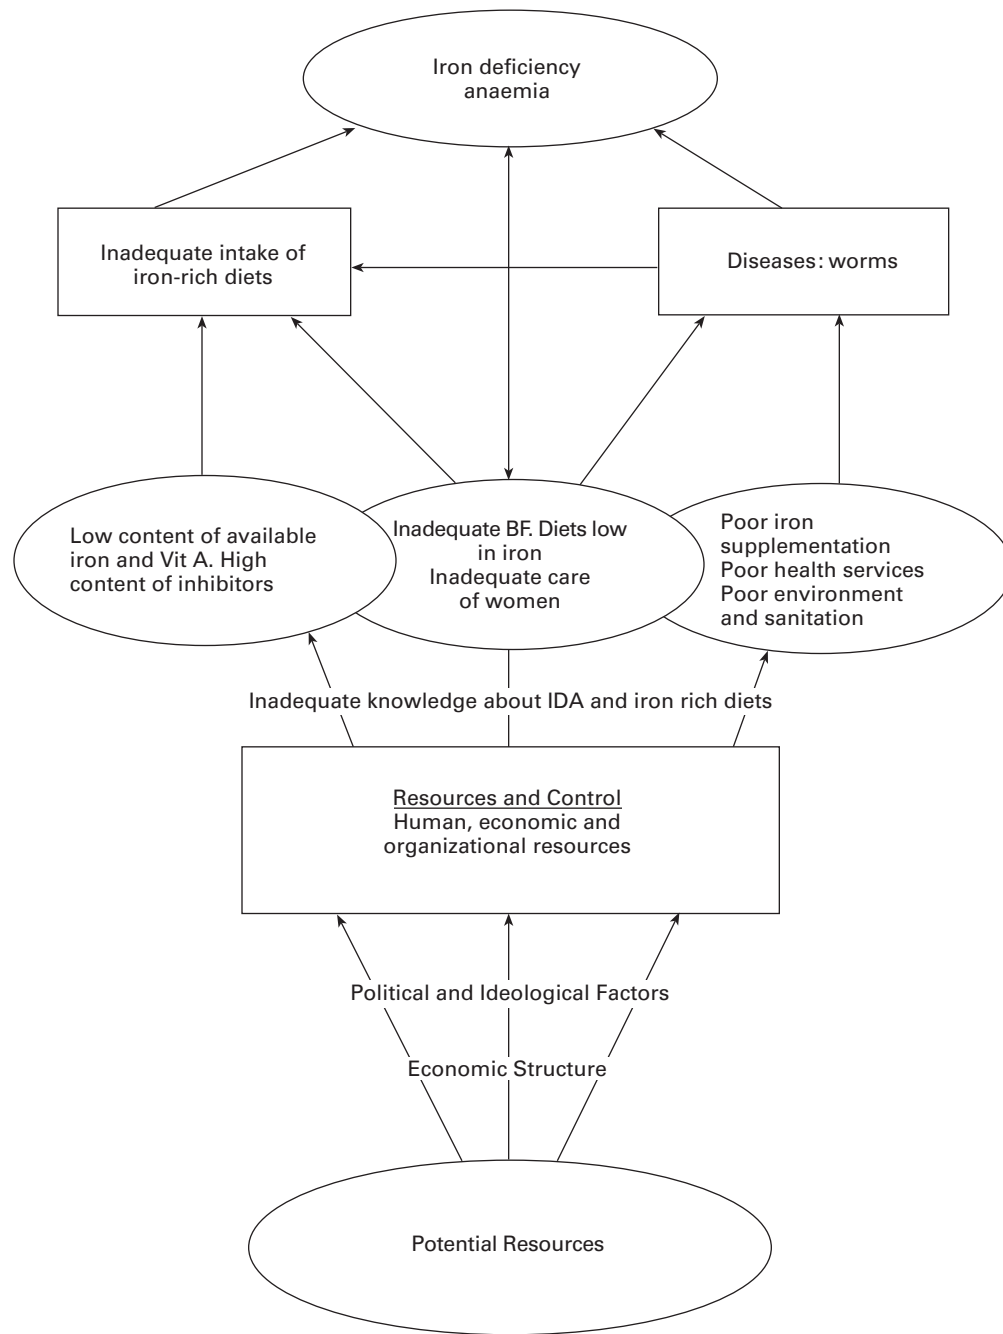 Iron deficiency
anaemia
Inadequate intake of
iron-rich diets
Diseases: worms
Low content of available
iron and Vit A. High
content of inhibitors
Inadequate BF. Diets low
in iron
Inadequate care
of women
Poor iron
supplementation
Poor health services
Poor environment
and sanitation
Inadequate knowledge about IDA and iron rich diets
Resources and Control
Human, economic and
organizational resources
Political and Ideological Factors
Economic Structure
Potential Resources